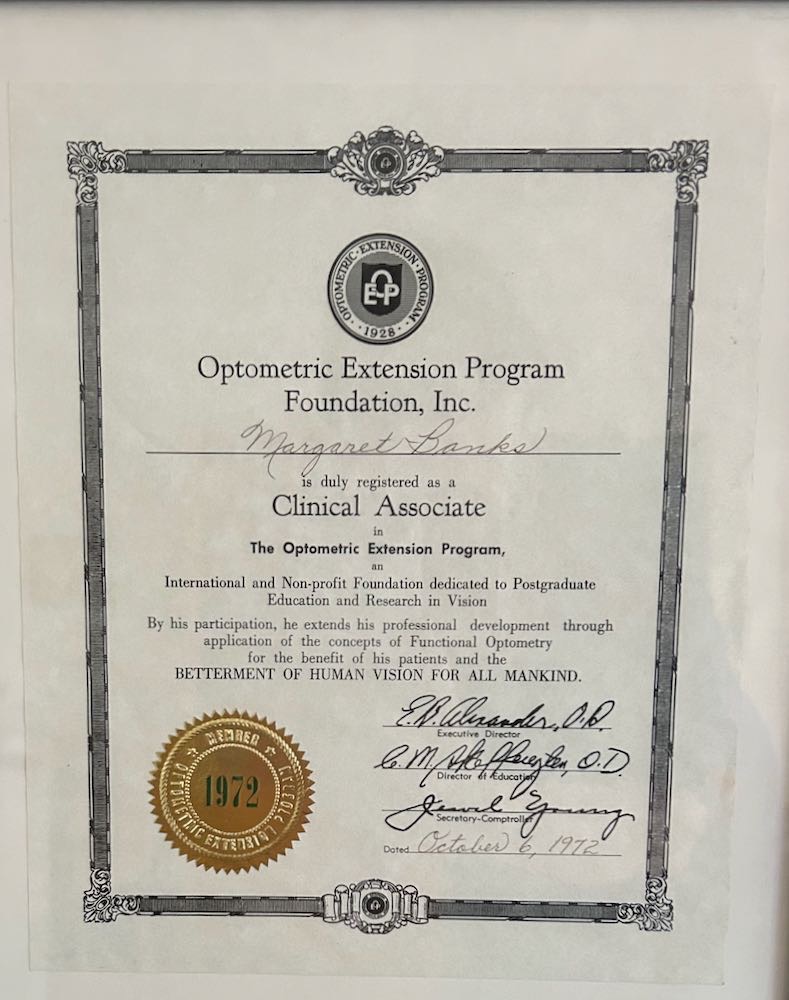 OPTOMETRIC · EXTENSION · PROGRAM
OEP
· 1928 ·
Optometric Extension Program
Foundation, Inc.
Margaret Banks
is duly registered as a
Clinical Associate
in
The Optometric Extension Program,
an
International and Non-profit Foundation dedicated to Postgraduate
Education and Research in Vision
By his participation, he extends his professional development through
application of the concepts of Functional Optometry
for the benefit of his patients and the
BETTERMENT OF HUMAN VISION FOR ALL MANKIND.
E.B. Alexander, O.D.
Executive Director
C. M. O.D.
Director of Education
Jewel Young
Secretary-Comptroller
Dated October 6, 1972
MEMBER
1972
OPTOMETRIC EXTENSION PROGRAM